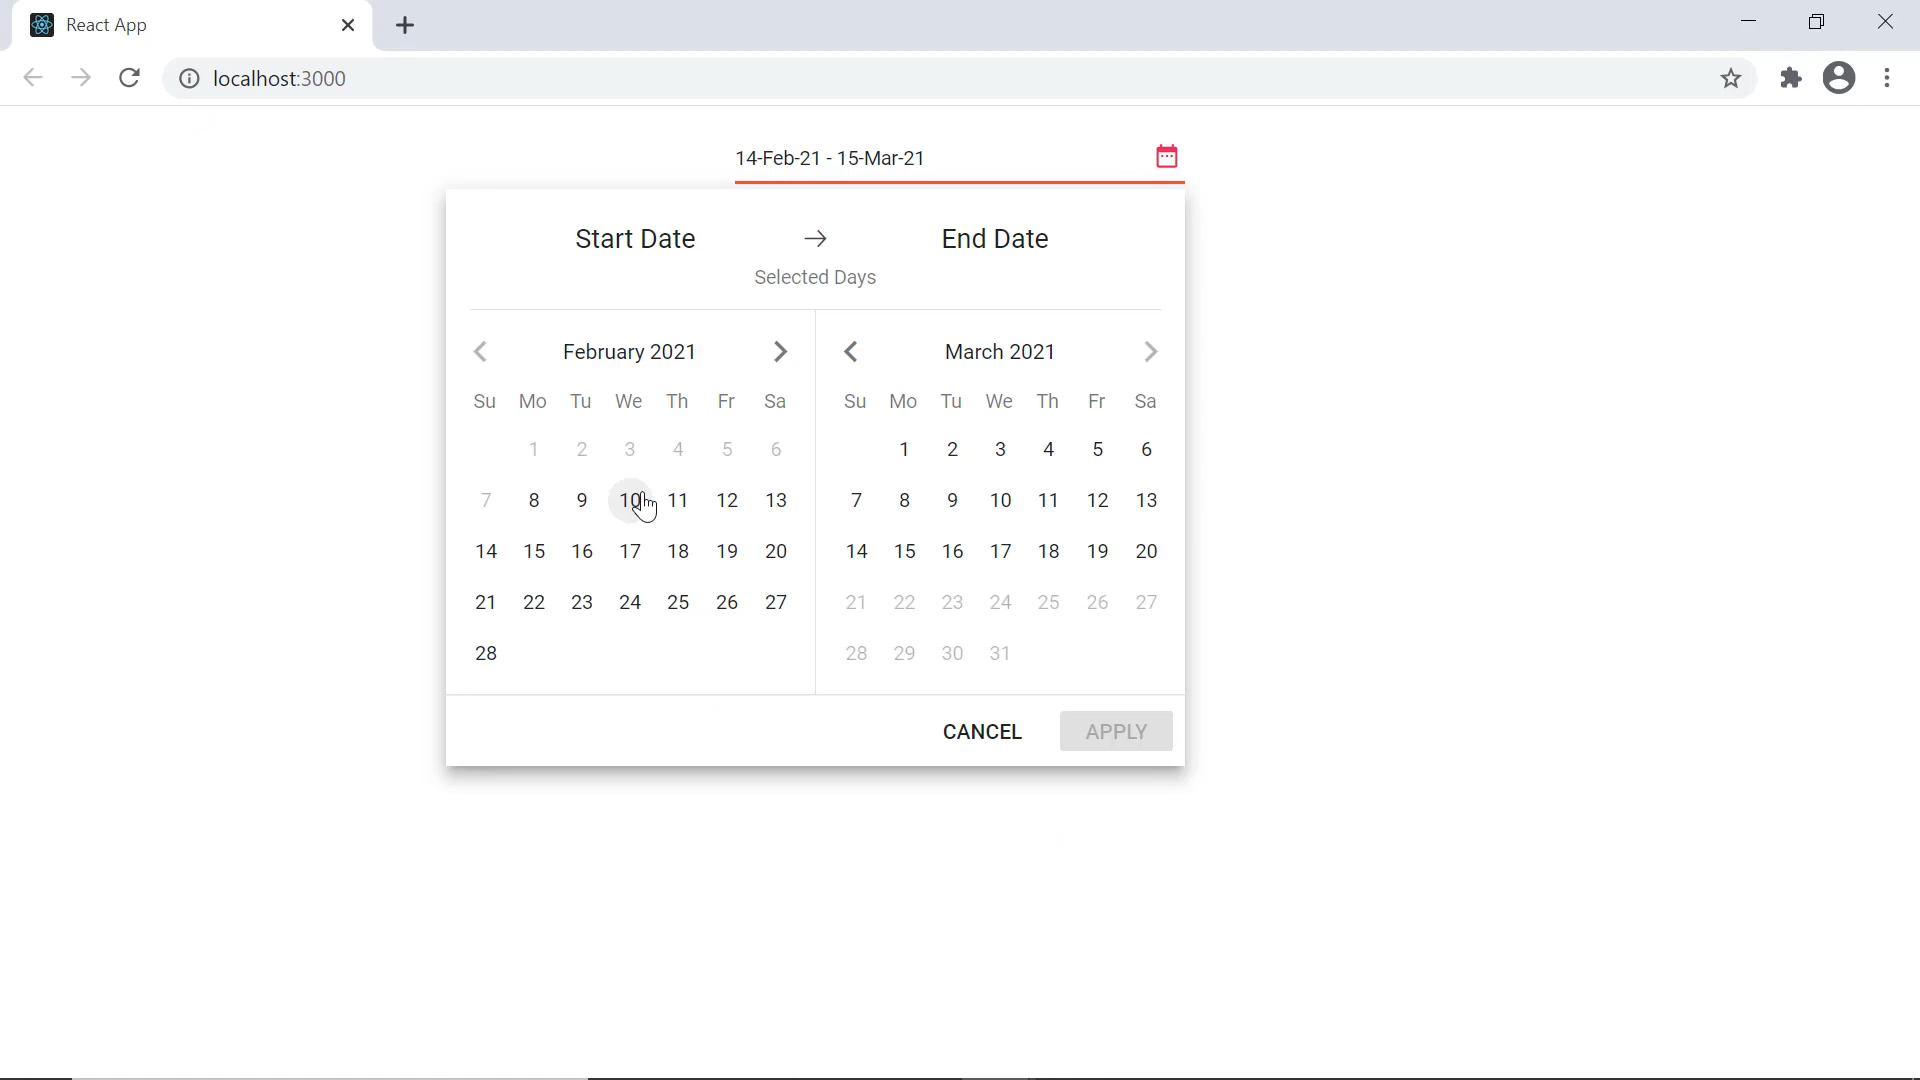 React App
localhost:3000
14-Feb-21 - 15-Mar-21
Start Date → End Date
Selected Days
February 2021
Su Mo Tu We Th Fr Sa
1 2 3 4 5 6
7 8 9 10 11 12 13
14 15 16 17 18 19 20
21 22 23 24 25 26 27
28
March 2021
Su Mo Tu We Th Fr Sa
1 2 3 4 5 6
7 8 9 10 11 12 13
14 15 16 17 18 19 20
21 22 23 24 25 26 27
28 29 30 31
CANCEL APPLY